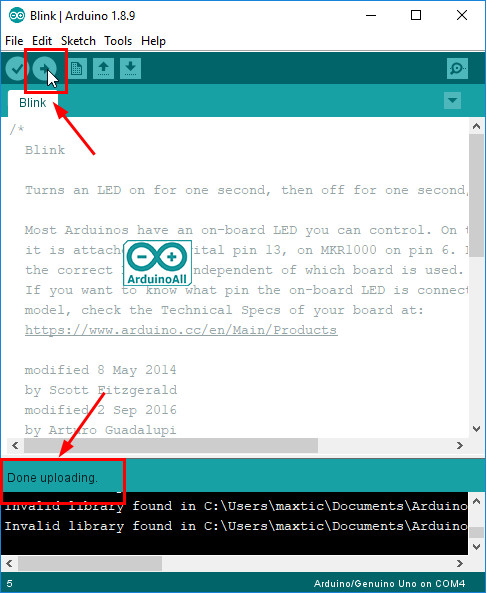 Blink | Arduino 1.8.9
File Edit Sketch Tools Help
Blink
/*
Blink
Turns an LED on for one second, then off for one second,
Most Arduinos have an on-board LED you can control. On t
it is attache ital pin 13, on MKR1000 on pin 6.
the correct independent of which board is used.
ArduinoAll
If you want to know what pin the on-board LED is connect
model, check the Technical Specs of your board at:
https://www.arduino.cc/en/Main/Products
modified 8 May 2014
by Scott Fitzgerald
modified 2 Sep 2016
by Arturo Guadalupi
Done uploading.
Invalid library found in C:\Users\maxtic\Documents\Arduino
Invalid library found in C:\Users\maxtic\Documents\Arduino
5
Arduino/Genuino Uno on COM4